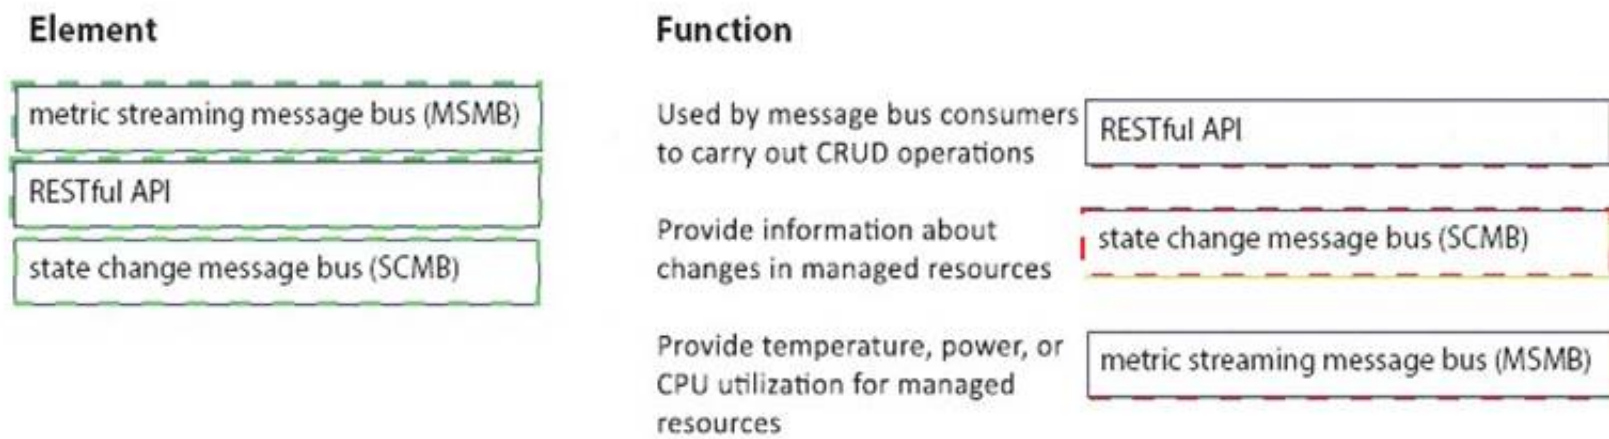 Element
metric streaming message bus (MSMB)
RESTful API
state change message bus (SCMB)
Function
Used by message bus consumers
to carry out CRUD operations
RESTful API
Provide information about
changes in managed resources
state change message bus (SCMB)
Provide temperature, power, or
CPU utilization for managed
resources
metric streaming message bus (MSMB)